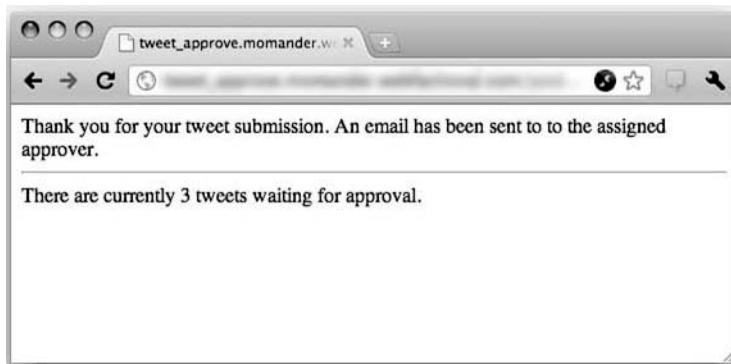 tweet_approve.momander.w
Thank you for your tweet submission. An email has been sent to to the assigned
approver.
There are currently 3 tweets waiting for approval.